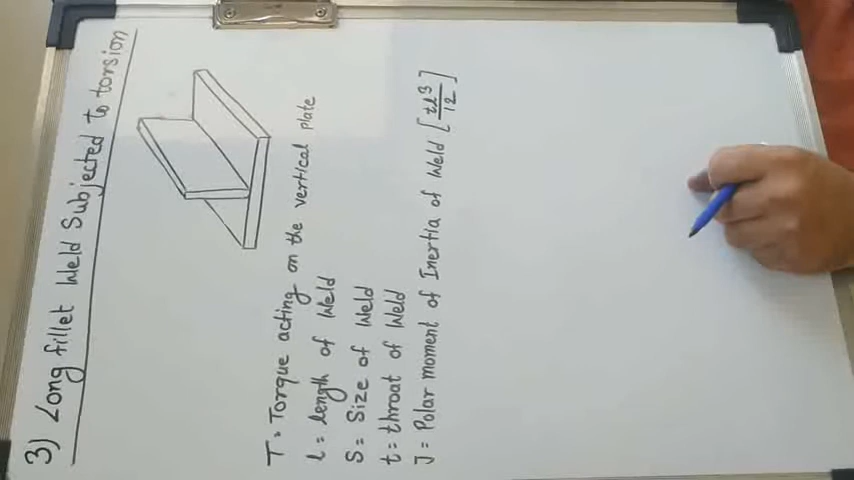 3) Long fillet Weld Subjected to torsion
T = Torque acting on the vertical plate
l = length of Weld
S = Size of Weld
t = throat of Weld
J = Polar moment of Inertia of Weld [tl³/12]